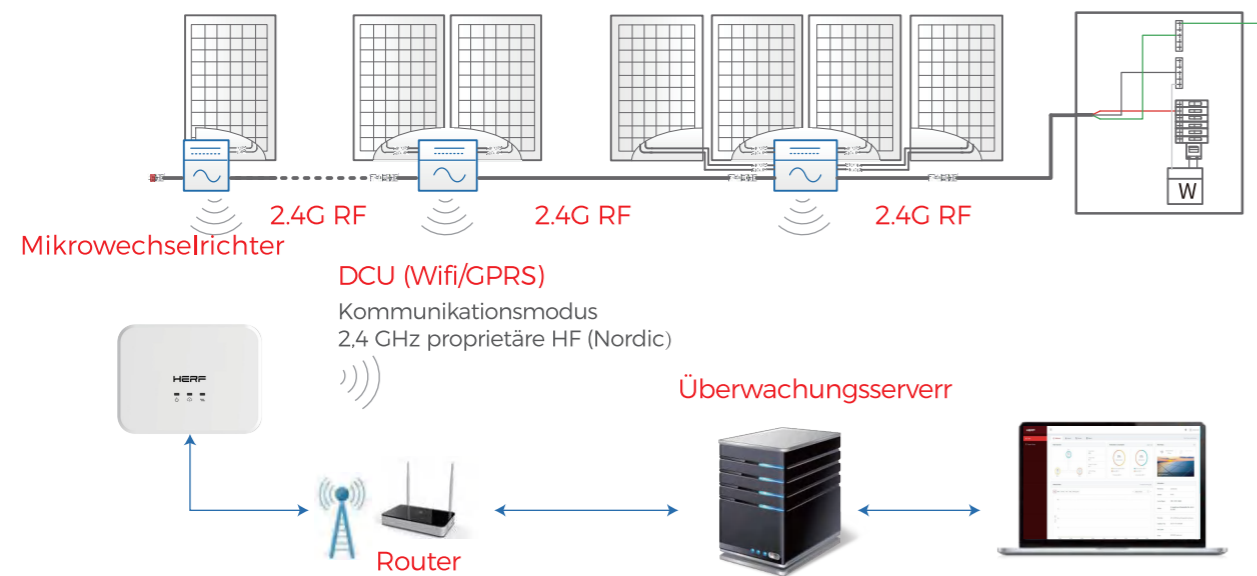 W
2.4G RF
2.4G RF
2.4G RF
Mikrowechselrichter
DCU (Wifi/GPRS)
Kommunikationsmodus
2,4 GHz proprietäre HF (Nordic)
HERF
Überwachungsserverr
Router